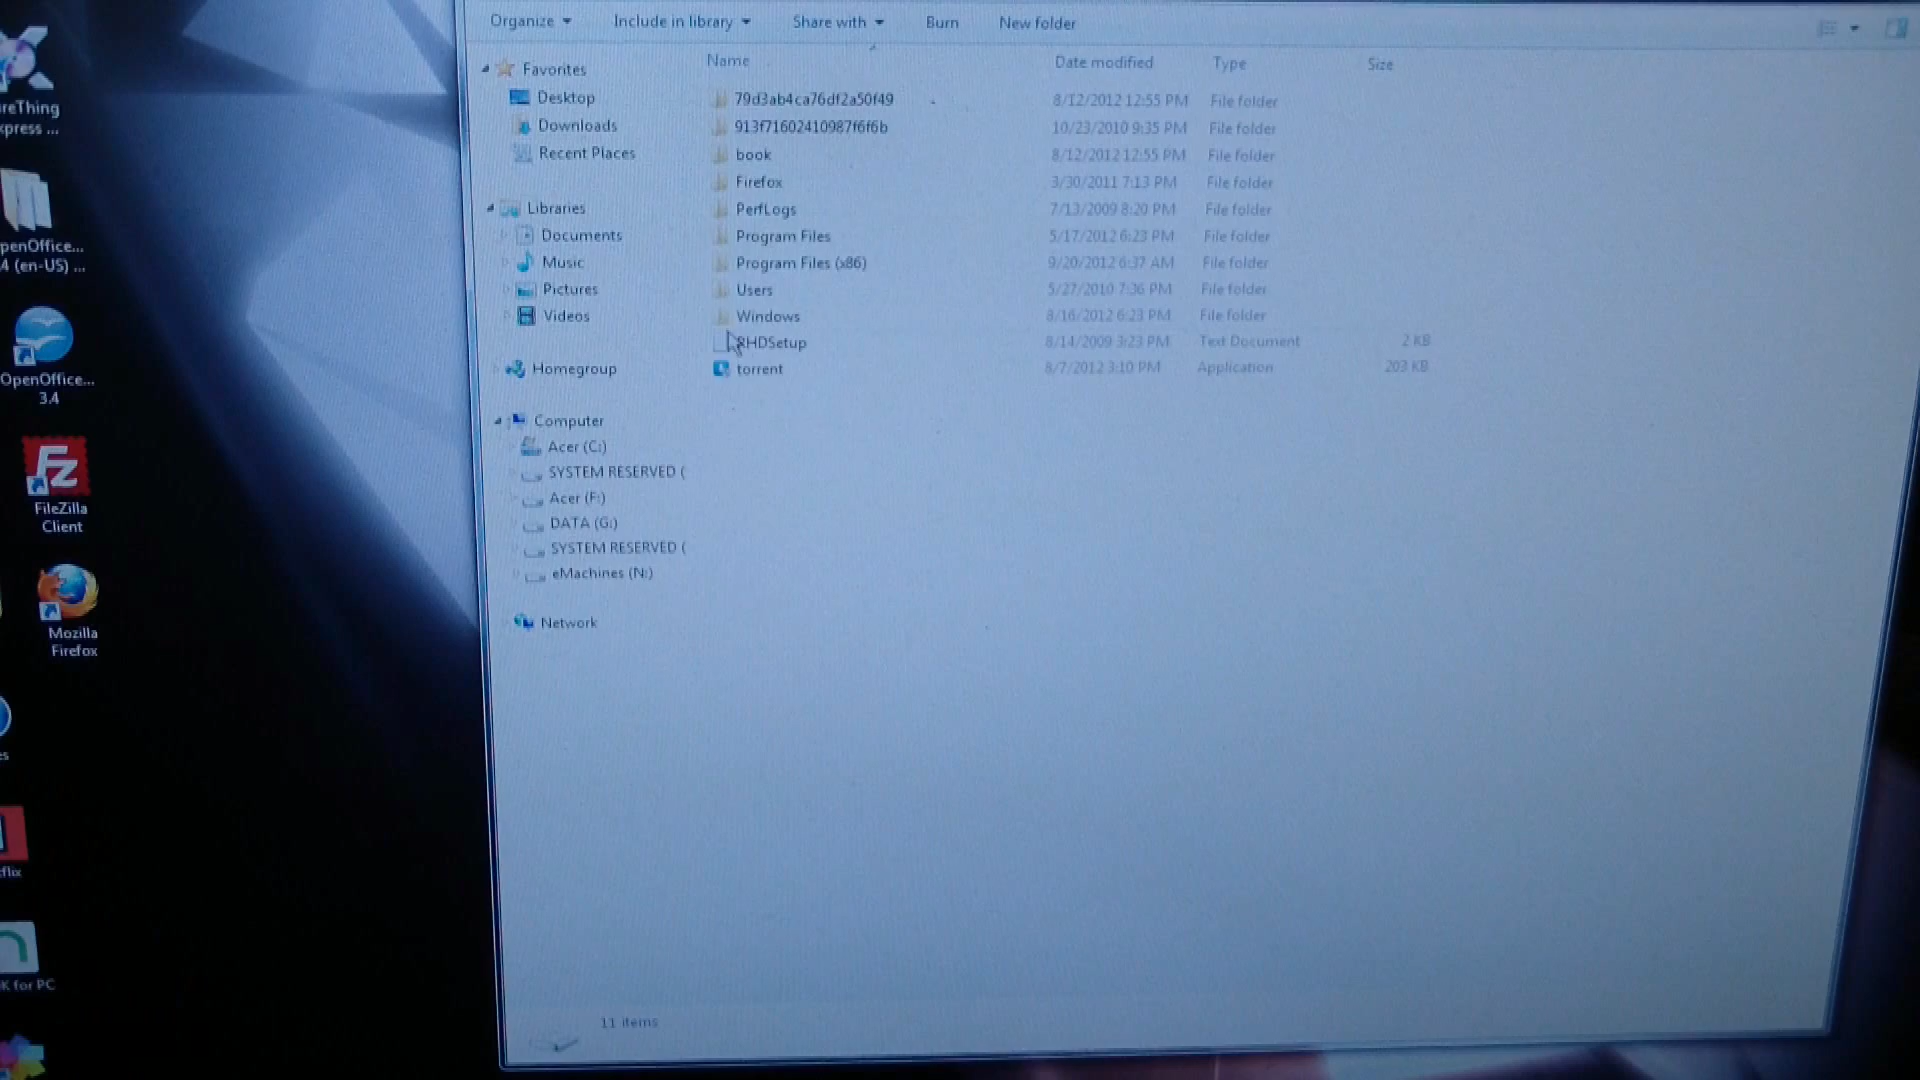 Organize
Include in library
Share with
Burn
New folder
Favorites
Desktop
Downloads
Recent Places
Libraries
Documents
Music
Pictures
Videos
Homegroup
Computer
Acer (C:)
SYSTEM RESERVED (
Acer (F:)
DATA (G:)
SYSTEM RESERVED (
eMachines (N:)
Network
Name Date modified Type Size
79d3ab4ca76df2a50f49 8/12/2012 12:55 PM File folder
913f71602410987f6f6b 10/23/2010 9:35 PM File folder
book 8/12/2012 12:55 PM File folder
Firefox 3/30/2011 7:13 PM File folder
PerfLogs 7/13/2009 8:20 PM File folder
Program Files 5/17/2012 6:23 PM File folder
Program Files (x86) 9/20/2012 6:37 AM File folder
Users 5/27/2010 7:36 PM File folder
Windows 8/16/2012 6:23 PM File folder
RHDSetup 8/14/2009 3:23 PM Text Document 2 KB
torrent 8/7/2012 3:10 PM Application 203 KB
11 items
reThing
xpress ...
penOffice...
4 (en-US) ...
OpenOffice...
3.4
FZ
FileZilla
Client
Mozilla
Firefox
es
flix
K for PC